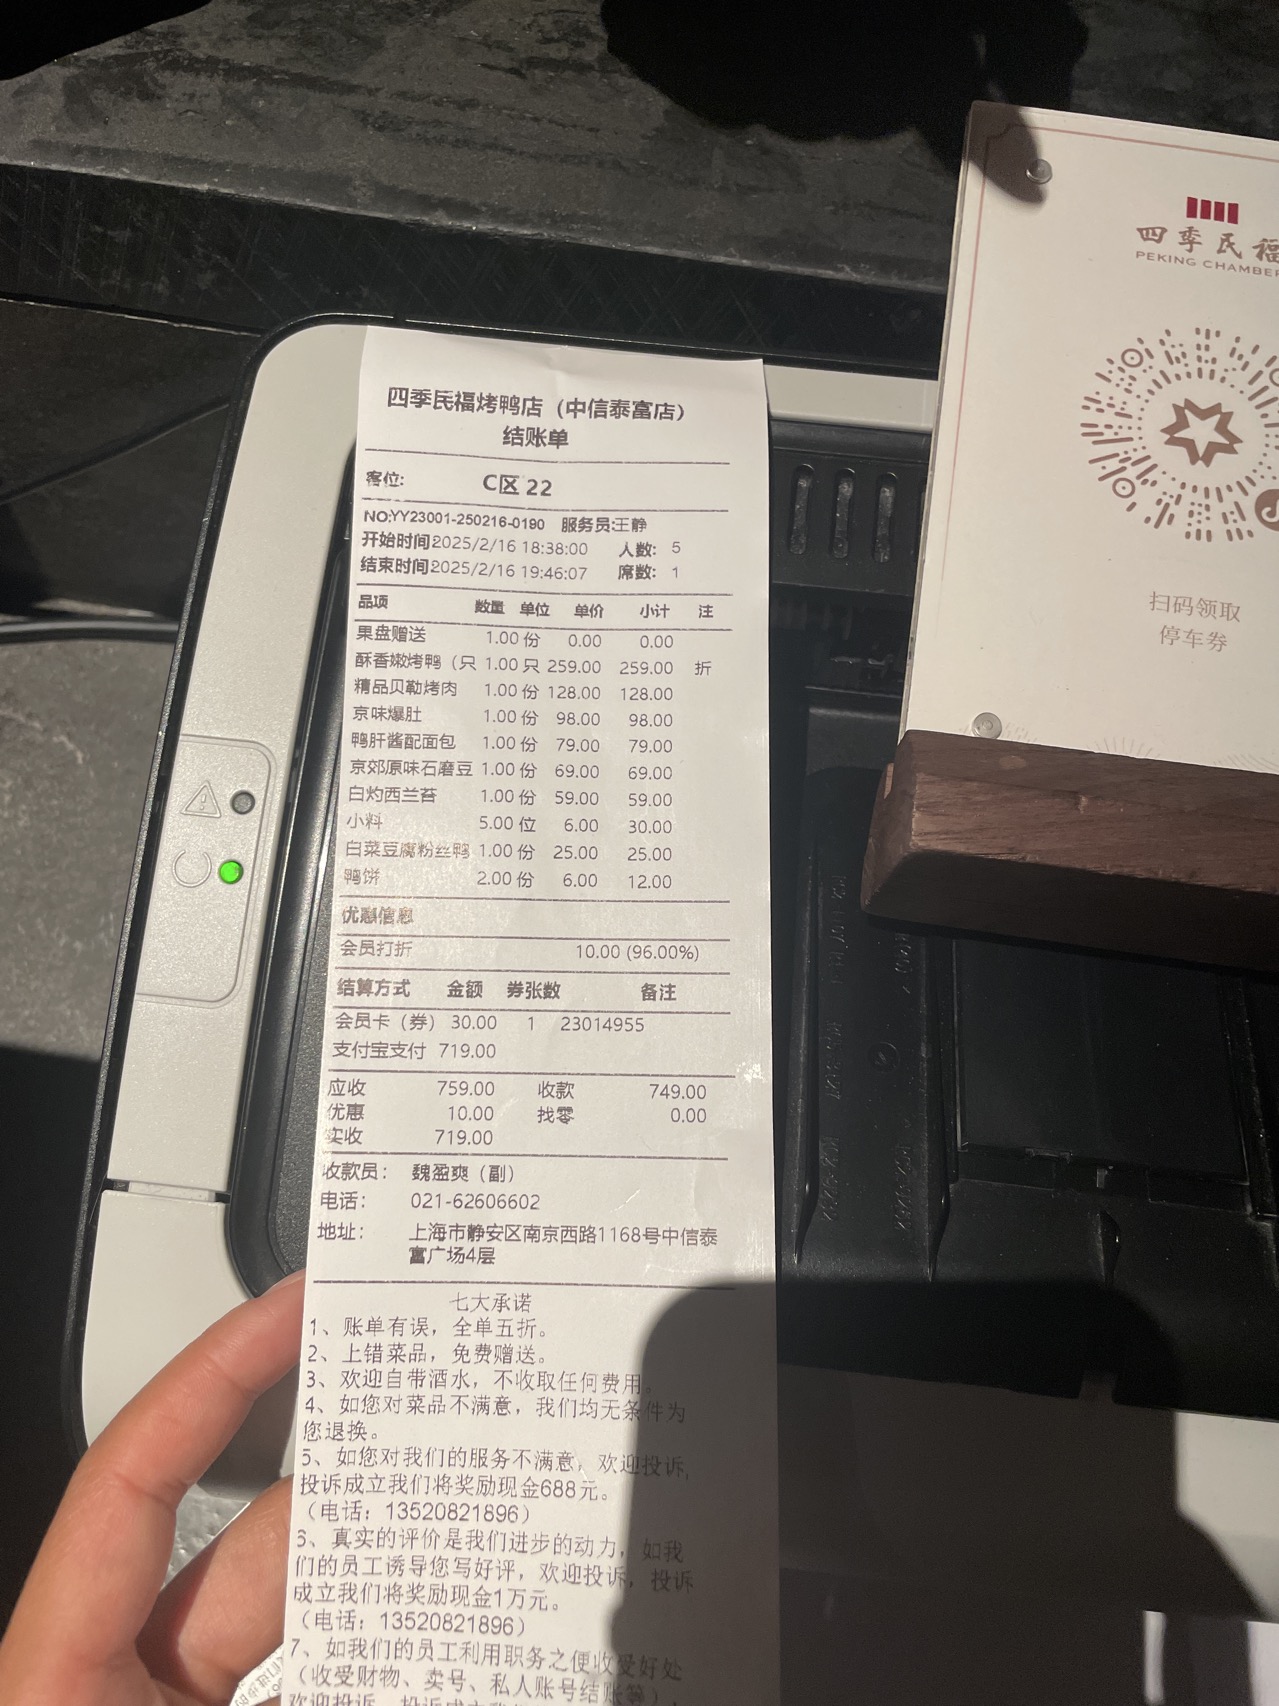 四季民福烤鸭店（中信泰富店）
结账单
客位: C区 22
NO:YY23001-250216-0190 服务员:王静
开始时间2025/2/16 18:38:00 人数: 5
结束时间2025/2/16 19:46:07 席数: 1
品项 数量 单位 单价 小计 注
果盘赠送 1.00 份 0.00 0.00
酥香嫩烤鸭（只 1.00 只 259.00 259.00 折
精品贝勒烤肉 1.00 份 128.00 128.00
京味爆肚 1.00 份 98.00 98.00
鸭肝酱配面包 1.00 份 79.00 79.00
京郊原味石磨豆 1.00 份 69.00 69.00
白灼西兰苔 1.00 份 59.00 59.00
小料 5.00 位 6.00 30.00
白菜豆腐粉丝鸭 1.00 份 25.00 25.00
鸭饼 2.00 份 6.00 12.00
优惠信息
会员打折 10.00 (96.00%)
结算方式 金额 券张数 备注
会员卡（券） 30.00 1 23014955
支付宝支付 719.00
应收 759.00 收款 749.00
优惠 10.00 找零 0.00
实收 719.00
收款员: 魏盈爽（副）
电话: 021-62606602
地址: 上海市静安区南京西路1168号中信泰
富广场4层
七大承诺
1、账单有误，全单五折。
2、上错菜品，免费赠送。
3、欢迎自带酒水，不收取任何费用。
4、如您对菜品不满意，我们均无条件为
您退换。
5、如您对我们的服务不满意，欢迎投诉,
投诉成立我们将奖励现金688元。
（电话：13520821896）
6、真实的评价是我们进步的动力，如我
们的员工诱导您写好评，欢迎投诉，投诉
成立我们将奖励现金1万元。
（电话：13520821896）
7、如我们的员工利用职务之便收受好处
（收受财物、卖号、私人账号结账等）
欢迎投诉
四季民福
PEKING CHAMBER
扫码领取
停车券